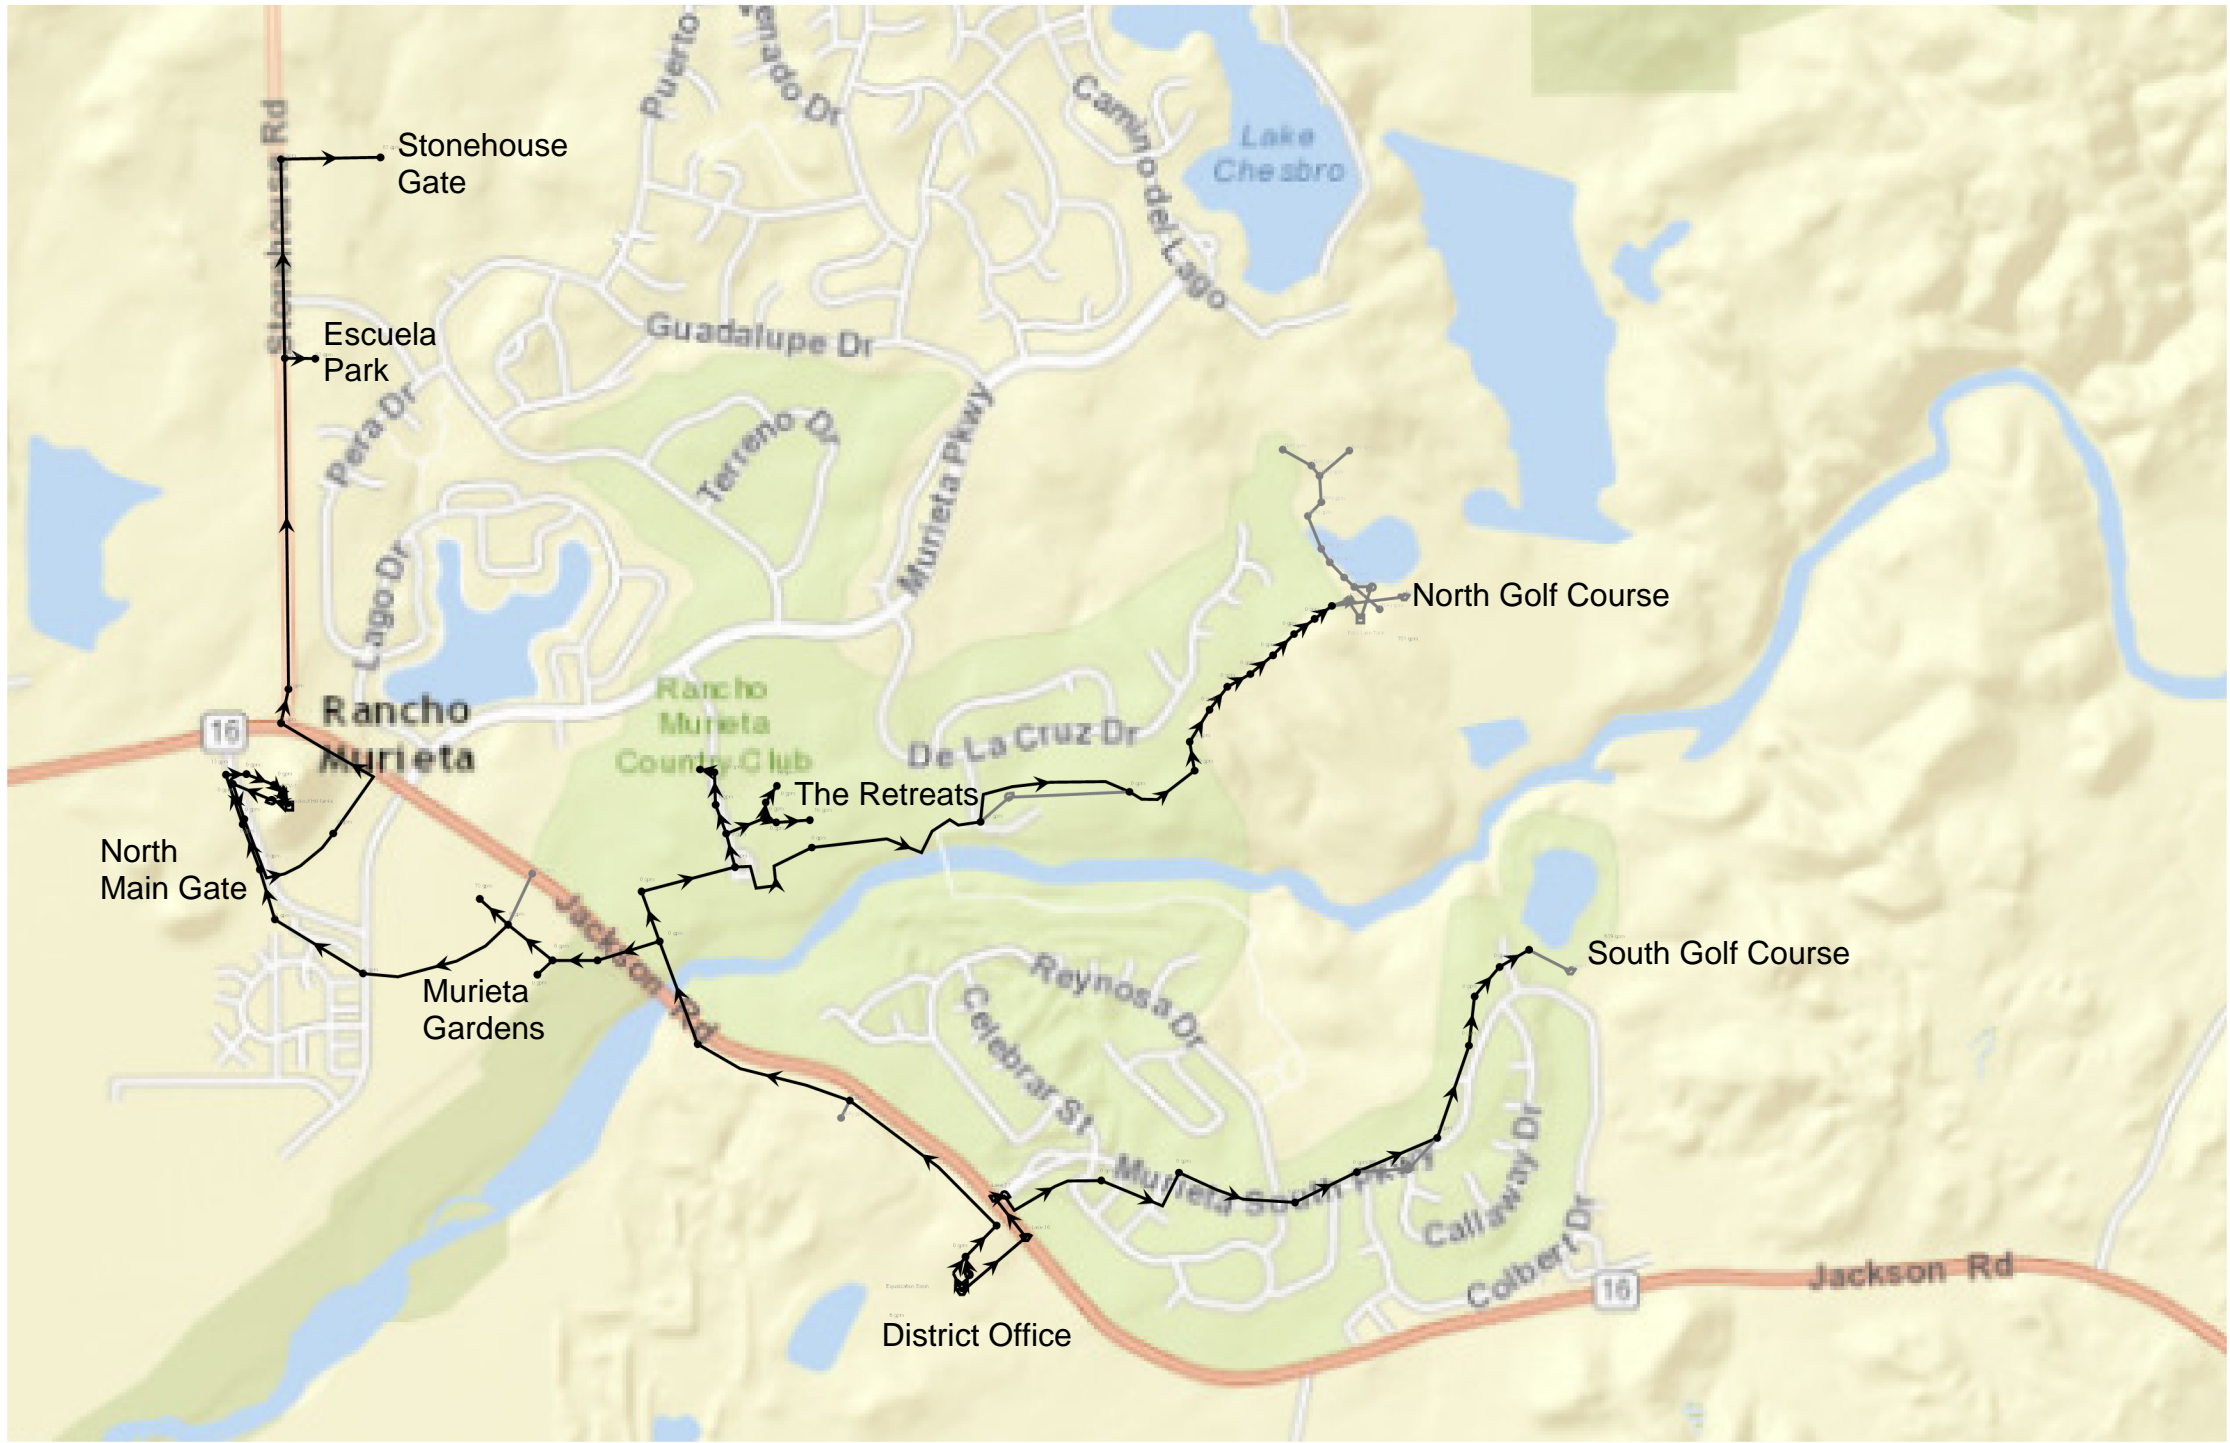 Puerto
enado Dr
Camino del Lago
Lake
Chesbro
Stonehouse Rd
Stonehouse
Gate
Escuela
Park
Guadalupe Dr
Pera Dr
Terreno Dr
Murieta Pkwy
Lago Dr
North Golf Course
Rancho
Murieta
16
Rancho
Murieta
Country Club
De La Cruz Dr
The Retreats
North
Main Gate
Jackson Rd
Murieta
Gardens
Reynosa Dr
Celebrar St
South Golf Course
Murieta South Pkwy
Callaway Dr
Colbert Dr
16
Jackson Rd
District Office